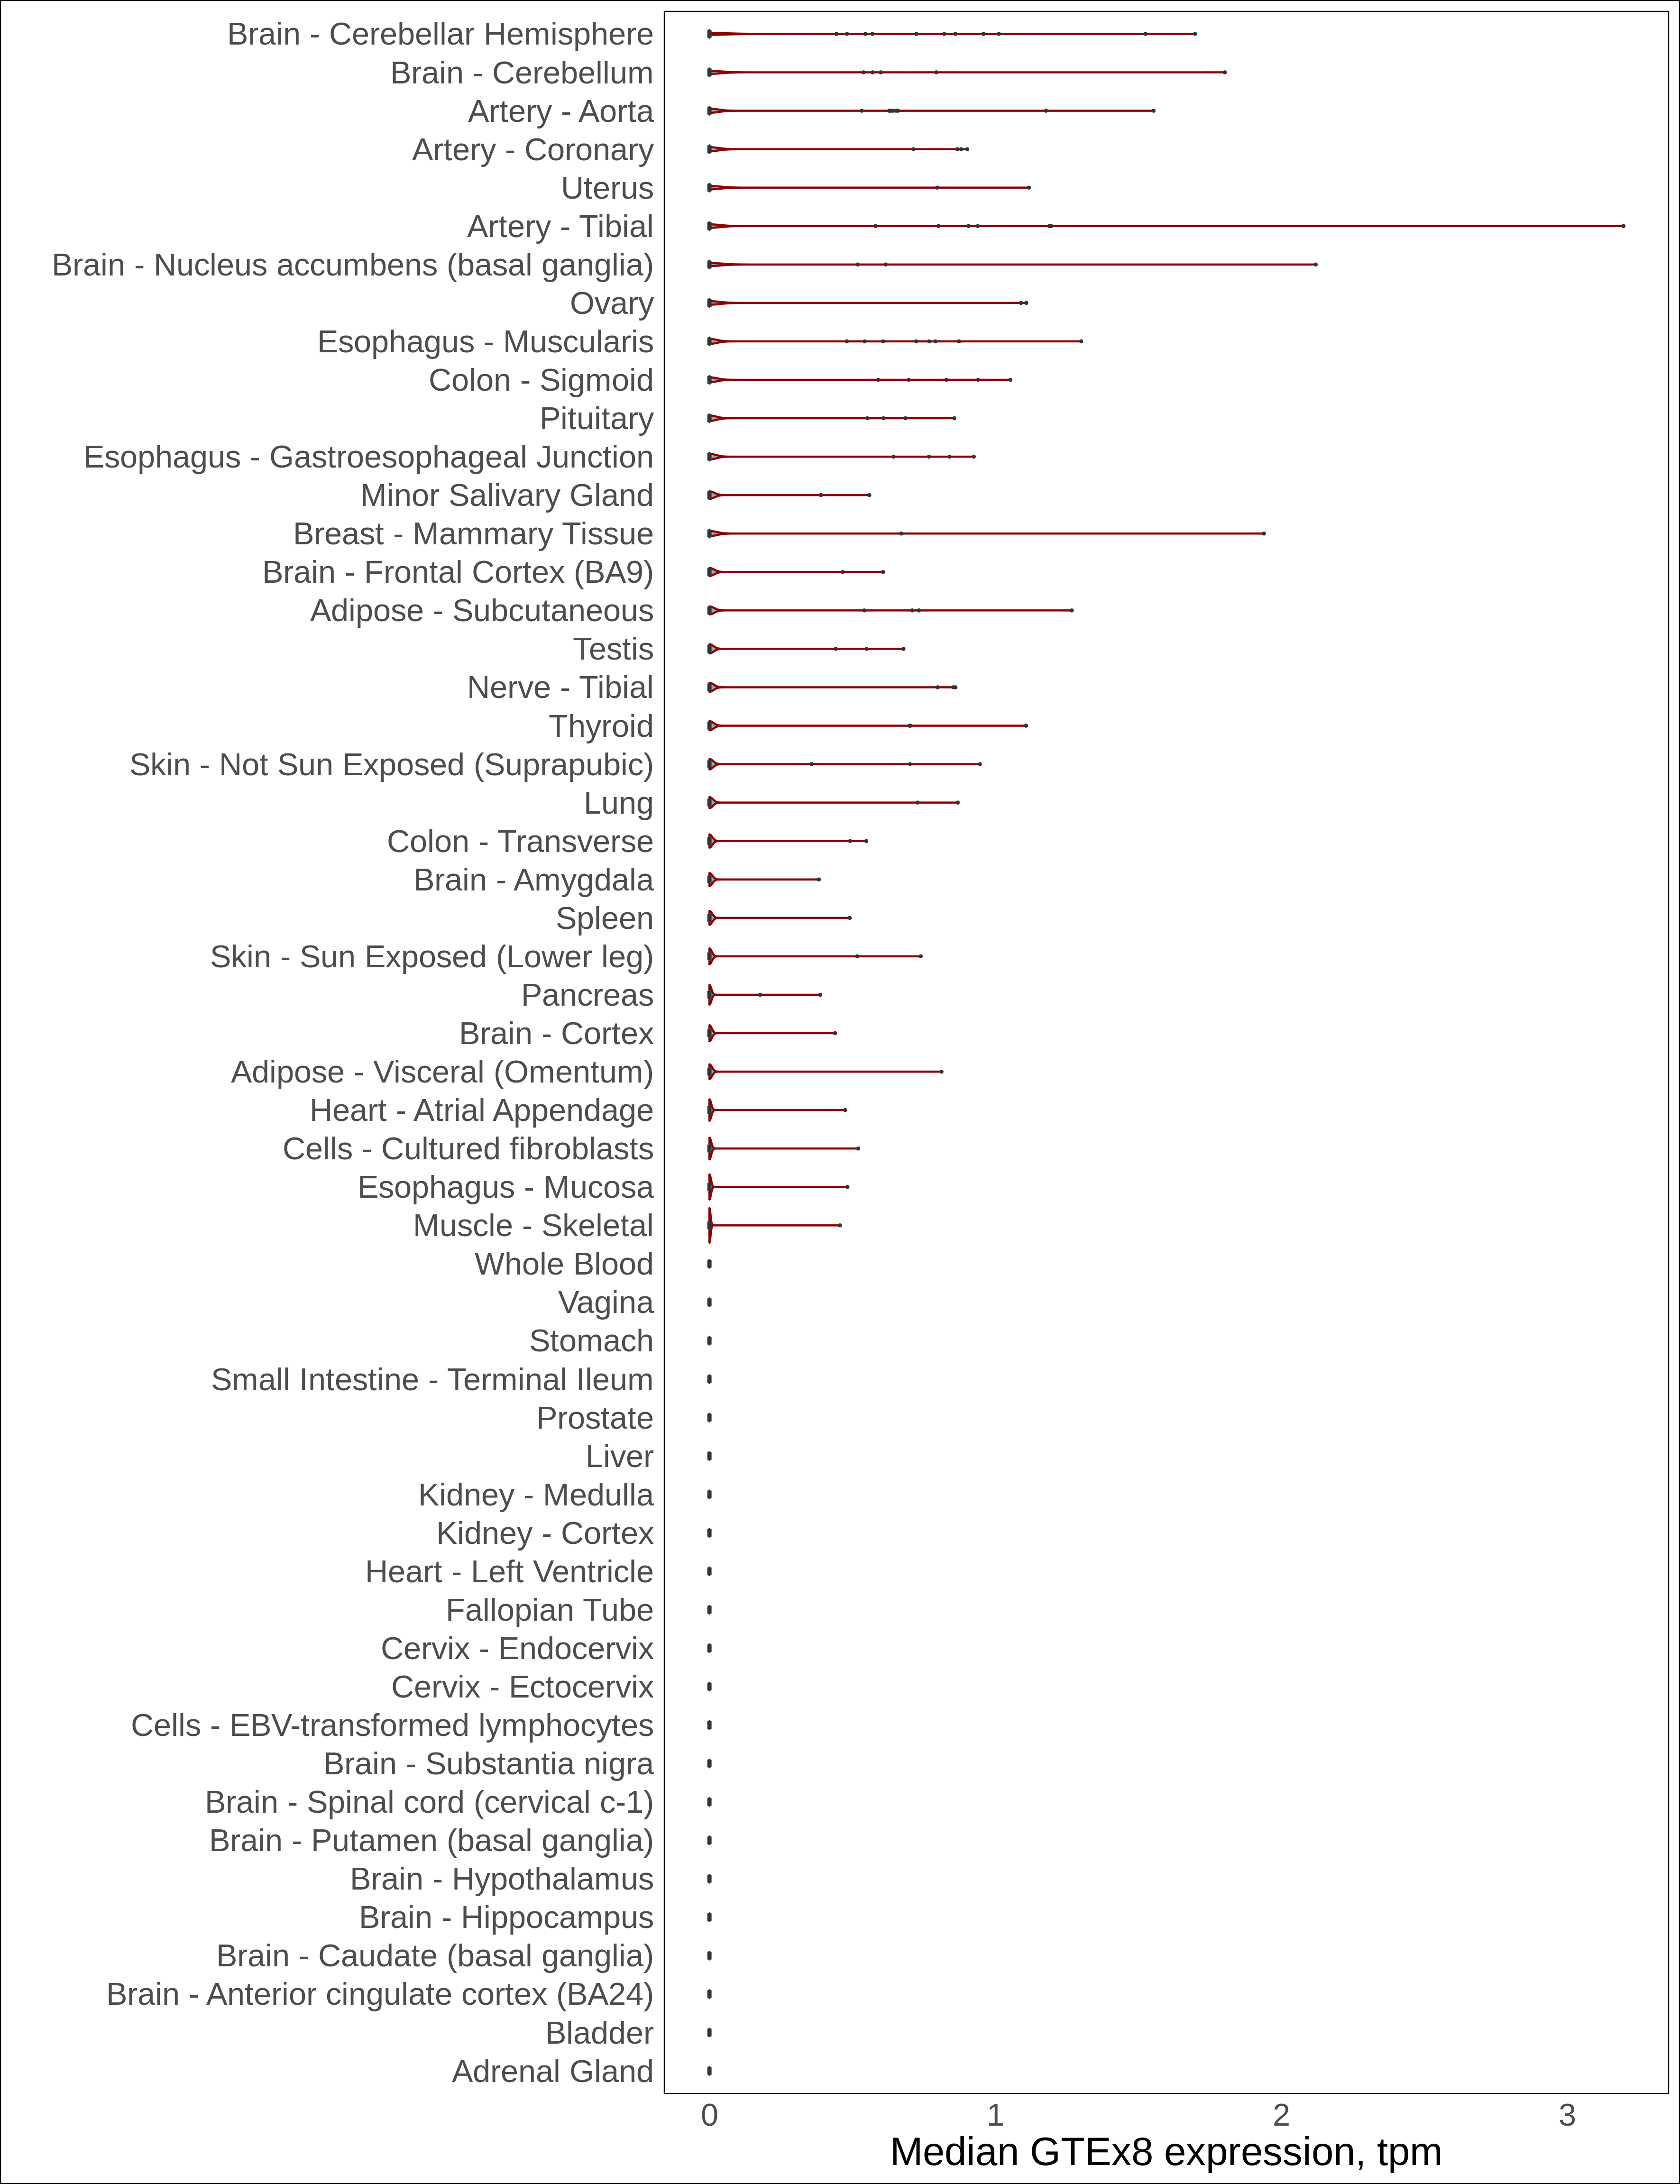 Brain - Cerebellar Hemisphere
Brain - Cerebellum
Artery - Aorta
Artery - Coronary
Uterus
Artery - Tibial
Brain - Nucleus accumbens (basal ganglia)
Ovary
Esophagus - Muscularis
Colon - Sigmoid
Pituitary
Esophagus - Gastroesophageal Junction
Minor Salivary Gland
Breast - Mammary Tissue
Brain - Frontal Cortex (BA9)
Adipose - Subcutaneous
Testis
Nerve - Tibial
Thyroid
Skin - Not Sun Exposed (Suprapubic)
Lung
Colon - Transverse
Brain - Amygdala
Spleen
Skin - Sun Exposed (Lower leg)
Pancreas
Brain - Cortex
Adipose - Visceral (Omentum)
Heart - Atrial Appendage
Cells - Cultured fibroblasts
Esophagus - Mucosa
Muscle - Skeletal
Whole Blood
Vagina
Stomach
Small Intestine - Terminal Ileum
Prostate
Liver
Kidney - Medulla
Kidney - Cortex
Heart - Left Ventricle
Fallopian Tube
Cervix - Endocervix
Cervix - Ectocervix
Cells - EBV-transformed lymphocytes
Brain - Substantia nigra
Brain - Spinal cord (cervical c-1)
Brain - Putamen (basal ganglia)
Brain - Hypothalamus
Brain - Hippocampus
Brain - Caudate (basal ganglia)
Brain - Anterior cingulate cortex (BA24)
Bladder
Adrenal Gland
0 1 2 3
Median GTEx8 expression, tpm